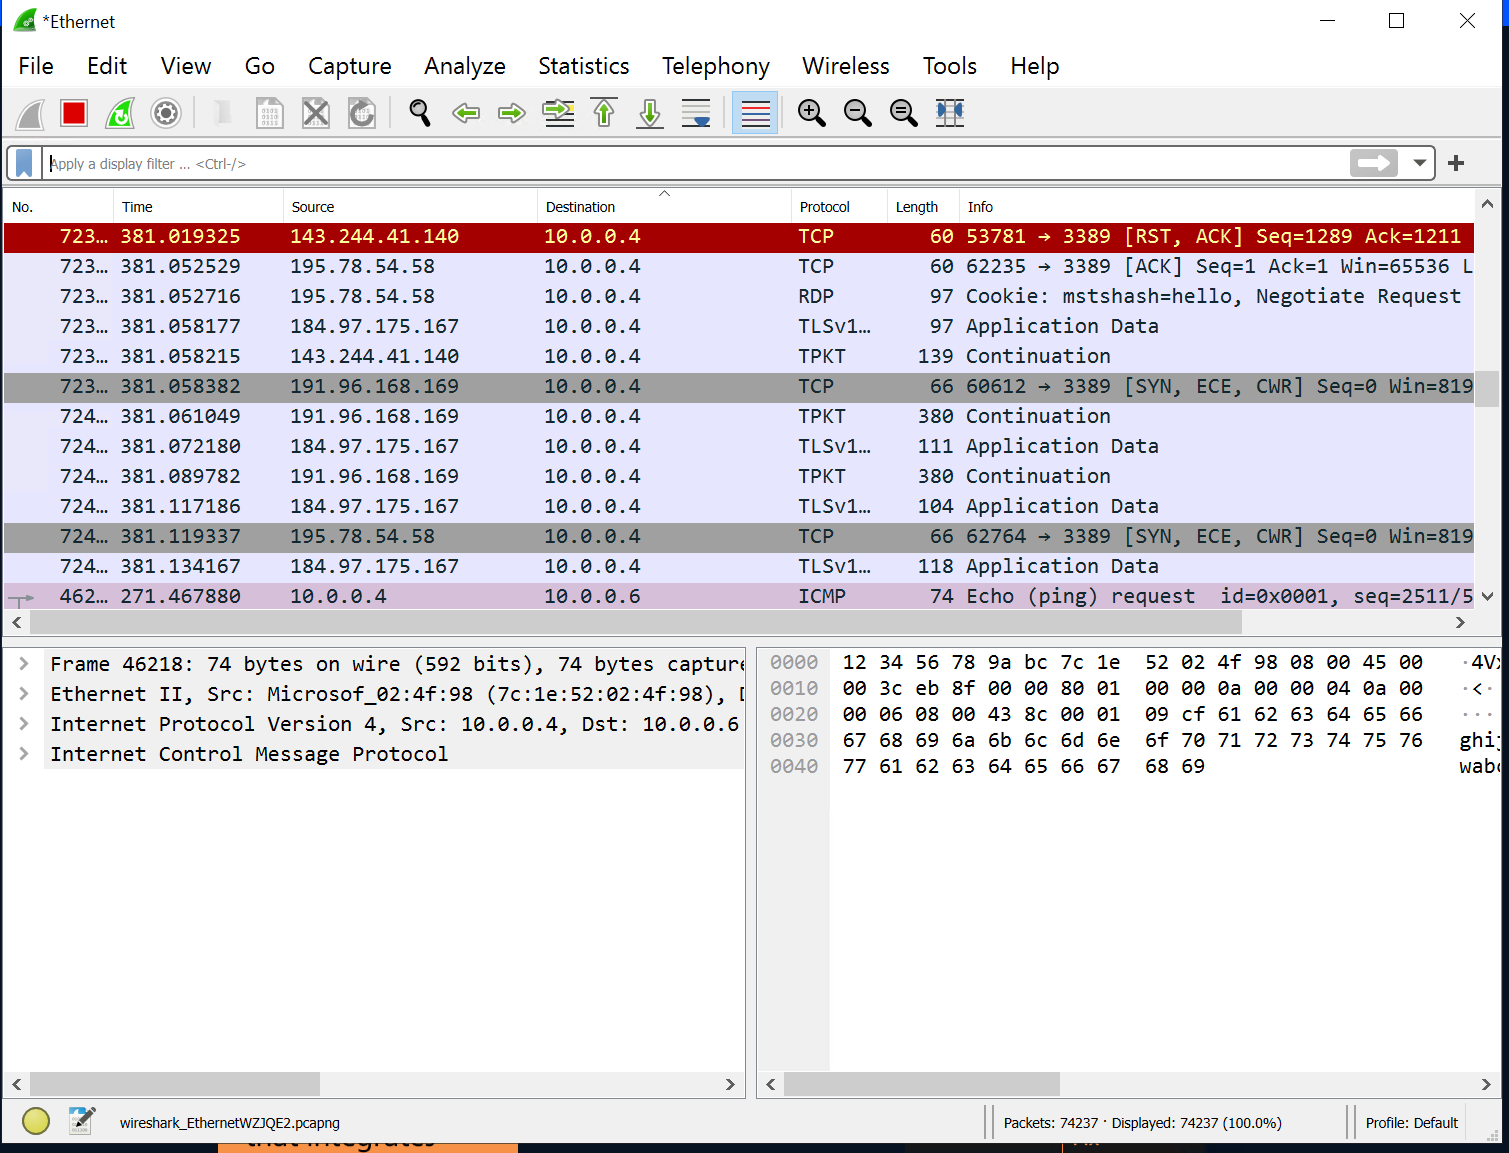 *Ethernet
File Edit View Go Capture Analyze Statistics Telephony Wireless Tools Help
Apply a display filter ... <Ctrl-/>
No. Time Source Destination Protocol Length Info
723... 381.019325 143.244.41.140 10.0.0.4 TCP 60 53781 → 3389 [RST, ACK] Seq=1289 Ack=1211
723... 381.052529 195.78.54.58 10.0.0.4 TCP 60 62235 → 3389 [ACK] Seq=1 Ack=1 Win=65536 L
723... 381.052716 195.78.54.58 10.0.0.4 RDP 97 Cookie: mstshash=hello, Negotiate Request
723... 381.058177 184.97.175.167 10.0.0.4 TLSv1... 97 Application Data
723... 381.058215 143.244.41.140 10.0.0.4 TPKT 139 Continuation
723... 381.058382 191.96.168.169 10.0.0.4 TCP 66 60612 → 3389 [SYN, ECE, CWR] Seq=0 Win=819
724... 381.061049 191.96.168.169 10.0.0.4 TPKT 380 Continuation
724... 381.072180 184.97.175.167 10.0.0.4 TLSv1... 111 Application Data
724... 381.089782 191.96.168.169 10.0.0.4 TPKT 380 Continuation
724... 381.117186 184.97.175.167 10.0.0.4 TLSv1... 104 Application Data
724... 381.119337 195.78.54.58 10.0.0.4 TCP 66 62764 → 3389 [SYN, ECE, CWR] Seq=0 Win=819
724... 381.134167 184.97.175.167 10.0.0.4 TLSv1... 118 Application Data
462... 271.467880 10.0.0.4 10.0.0.6 ICMP 74 Echo (ping) request id=0x0001, seq=2511/5
Frame 46218: 74 bytes on wire (592 bits), 74 bytes capture
Ethernet II, Src: Microsof_02:4f:98 (7c:1e:52:02:4f:98), D
Internet Protocol Version 4, Src: 10.0.0.4, Dst: 10.0.0.6
Internet Control Message Protocol
0000 12 34 56 78 9a bc 7c 1e 52 02 4f 98 08 00 45 00 ·4Vx
0010 00 3c eb 8f 00 00 80 01 00 00 0a 00 00 04 0a 00 ·<·
0020 00 06 08 00 43 8c 00 01 09 cf 61 62 63 64 65 66 ···
0030 67 68 69 6a 6b 6c 6d 6e 6f 70 71 72 73 74 75 76 ghij
0040 77 61 62 63 64 65 66 67 68 69 wabc
wireshark_EthernetWZJQE2.pcapng Packets: 74237 · Displayed: 74237 (100.0%) Profile: Default
that integrates